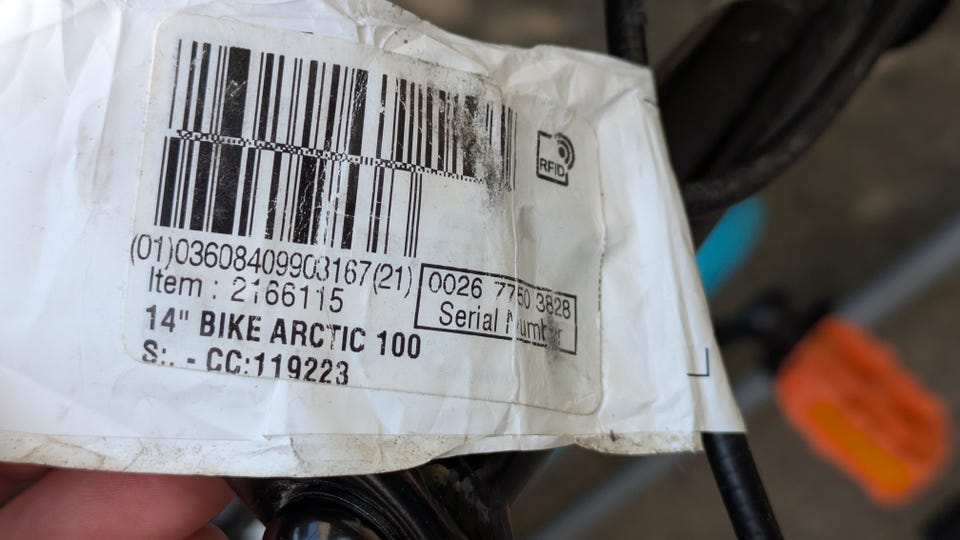 RFID
(01)03608409903167(21)
0026 7750 3828
Serial Number
Item : 2166115
14" BIKE ARCTIC 100
S:. - CC:119223